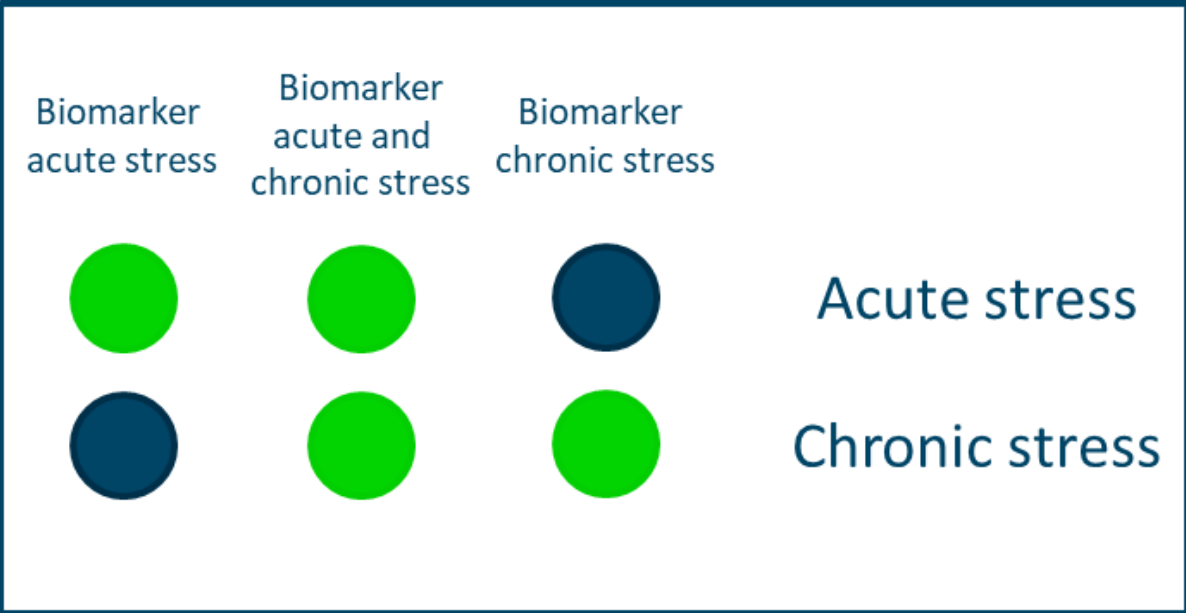 Biomarker
acute stress
Biomarker
acute and
chronic stress
Biomarker
chronic stress
Acute stress
Chronic stress